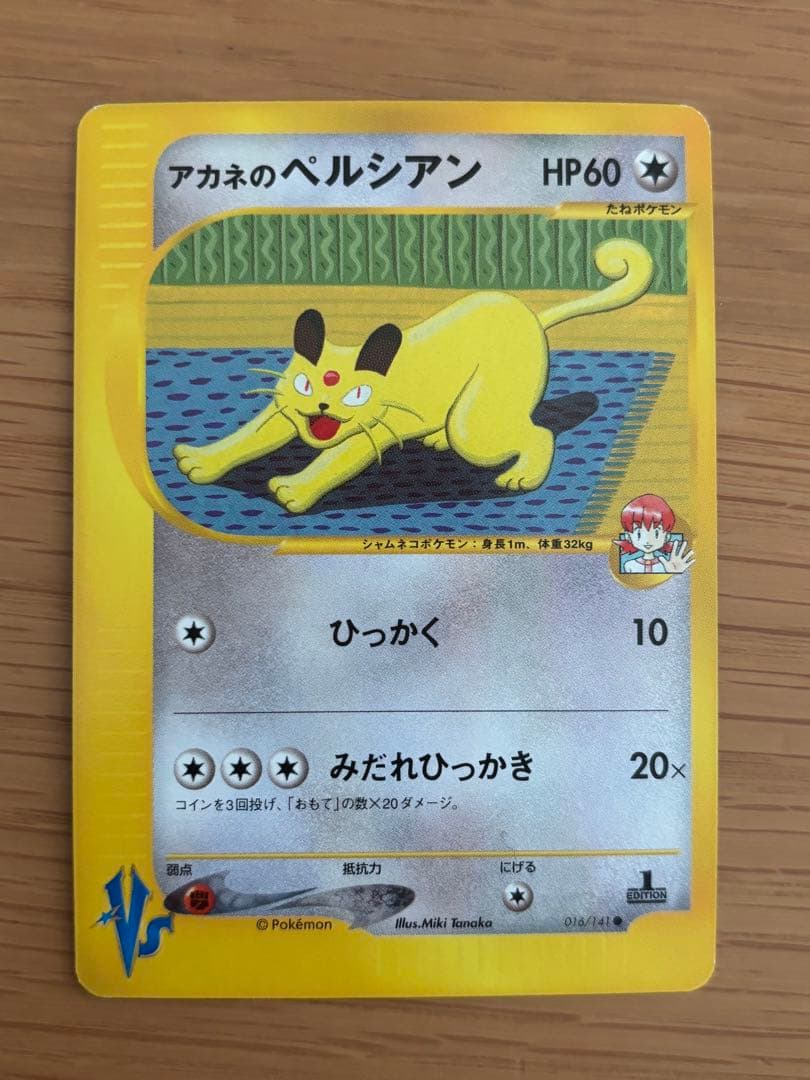 アカネのペルシアン HP60
たねポケモン
シャムネコポケモン：身長1m、体重32kg
ひっかく 10
みだれひっかき 20×
コインを3回投げ、「おもて」の数×20ダメージ。
弱点 抵抗力 にげる
1
EDITION
VS
© Pokémon Illus.Miki Tanaka 016/141 ●